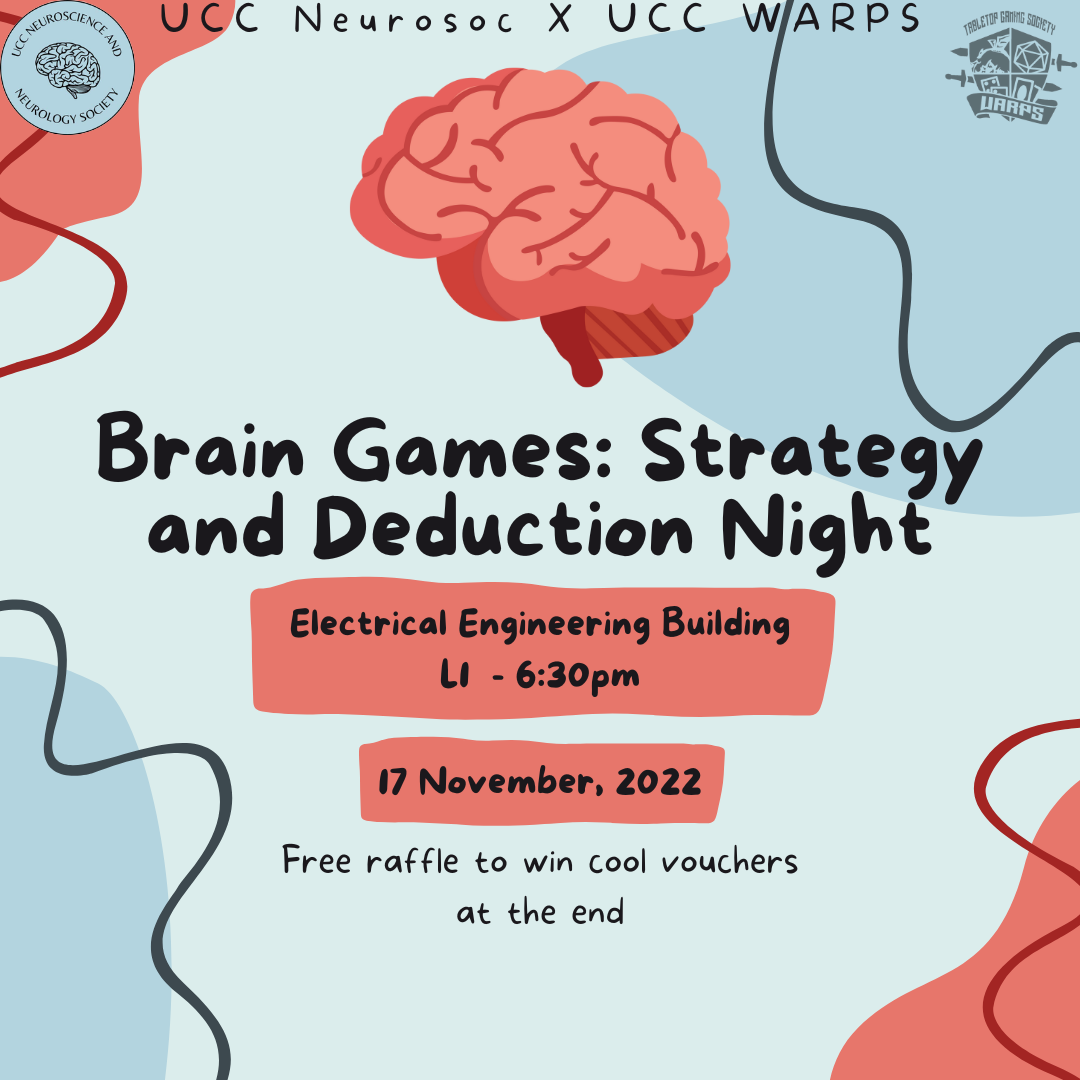 UCC Neurosoc X UCC WARPS
UCC NEUROSCIENCE AND
NEUROLOGY SOCIETY
TABLETOP GAMING SOCIETY
WARPS
Brain Games: Strategy
and Deduction Night
Electrical Engineering Building
L1 - 6:30pm
17 November, 2022
Free raffle to win cool vouchers
at the end